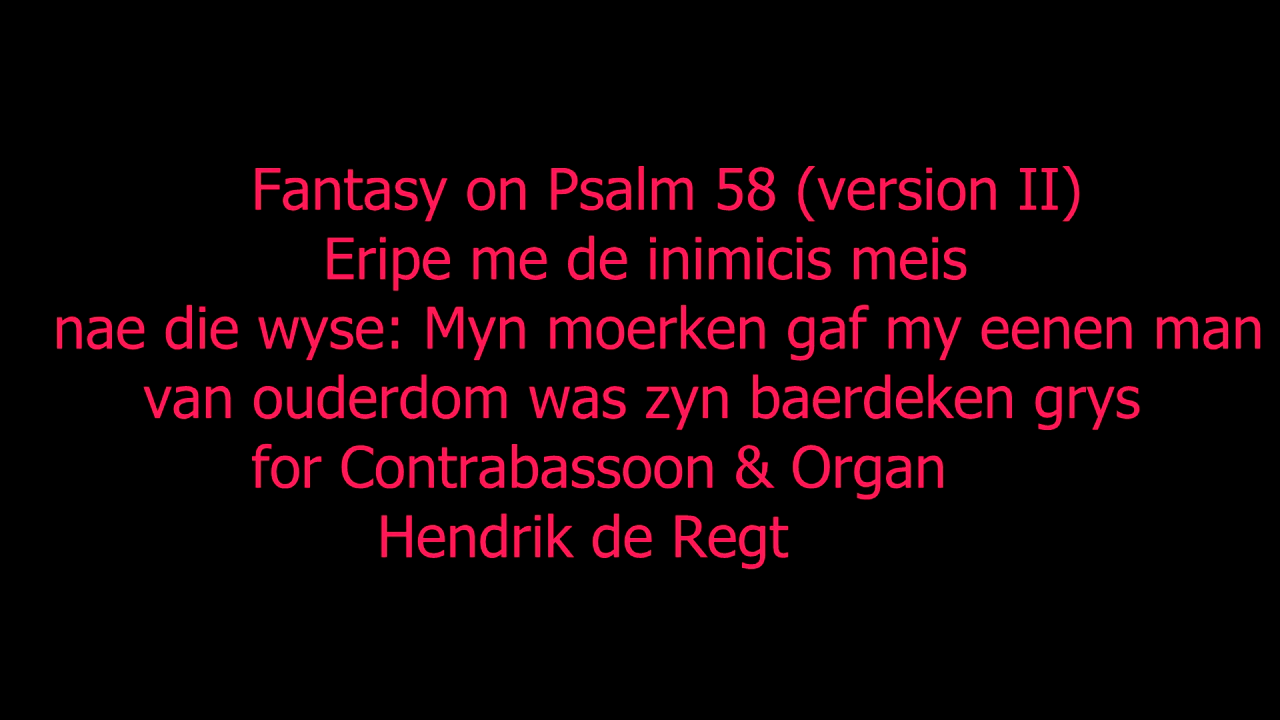 Fantasy on Psalm 58 (version II)
Eripe me de inimicis meis
nae die wyse: Myn moerken gaf my eenen man
van ouderdom was zyn baerdeken grys
for Contrabassoon & Organ
Hendrik de Regt